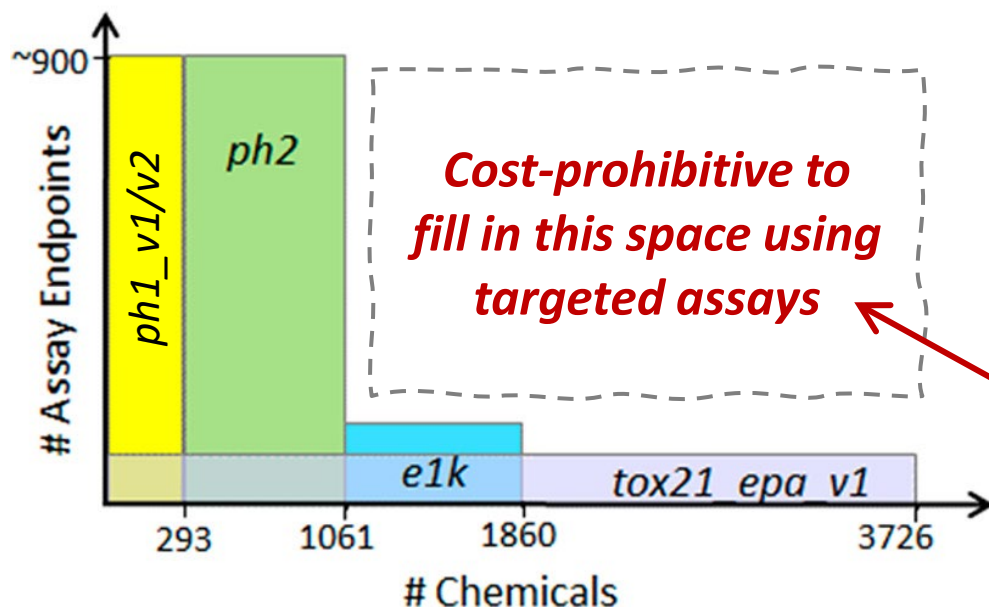 ~900
# Assay Endpoints
ph1_v1/v2
ph2
Cost-prohibitive to
fill in this space using
targeted assays
e1k
tox21_epa_v1
293
1061
1860
3726
# Chemicals